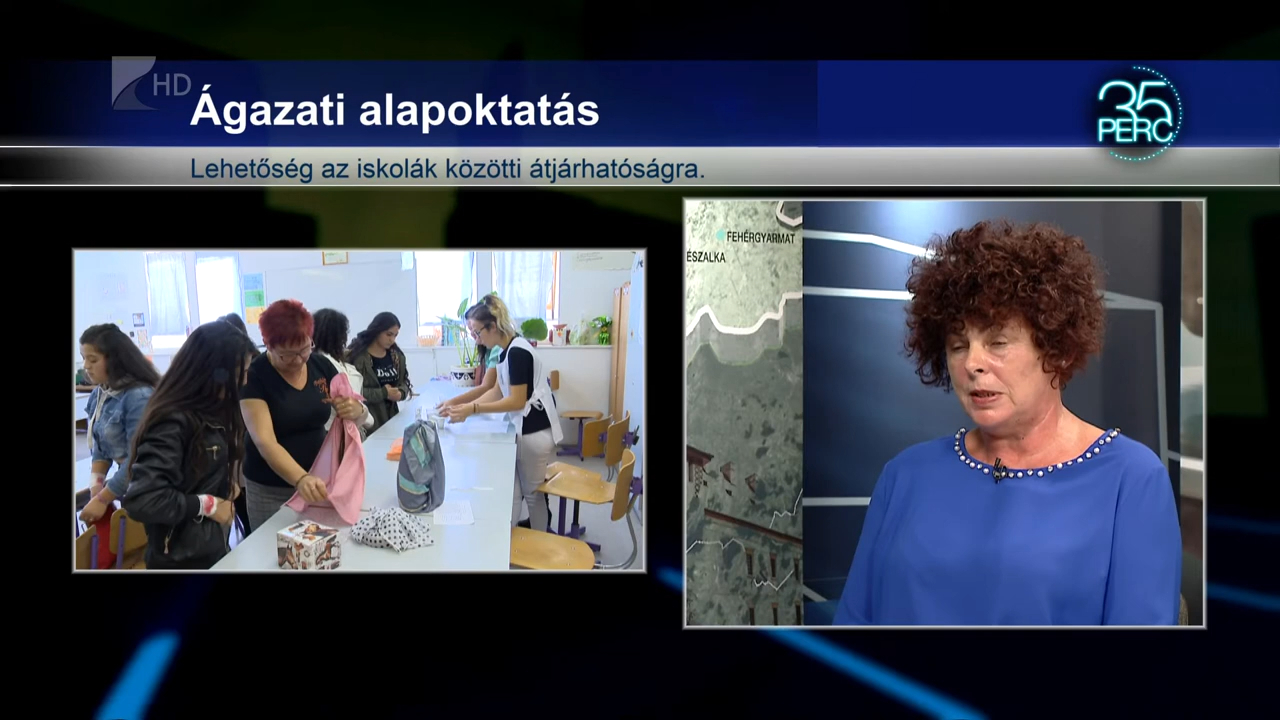 HD
Ágazati alapoktatás
35
PERC
Lehetőség az iskolák közötti átjárhatóságra.
FEHÉRGYARMAT
ÉSZALKA